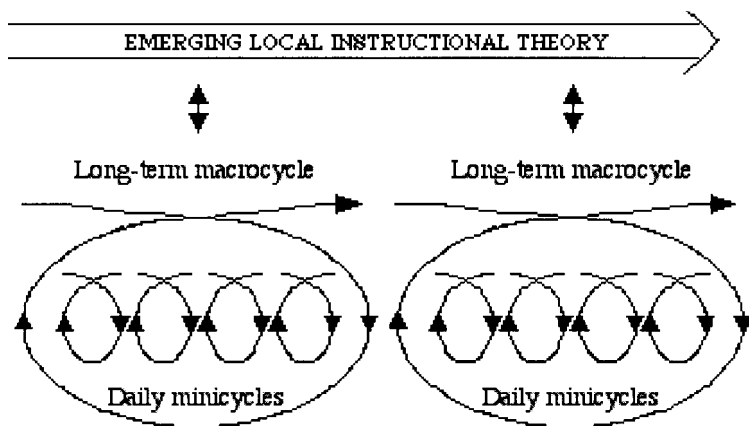 EMERGING LOCAL INSTRUCTIONAL THEORY
Long-term macrocycle
Long-term macrocycle
Daily minicycles
Daily minicycles